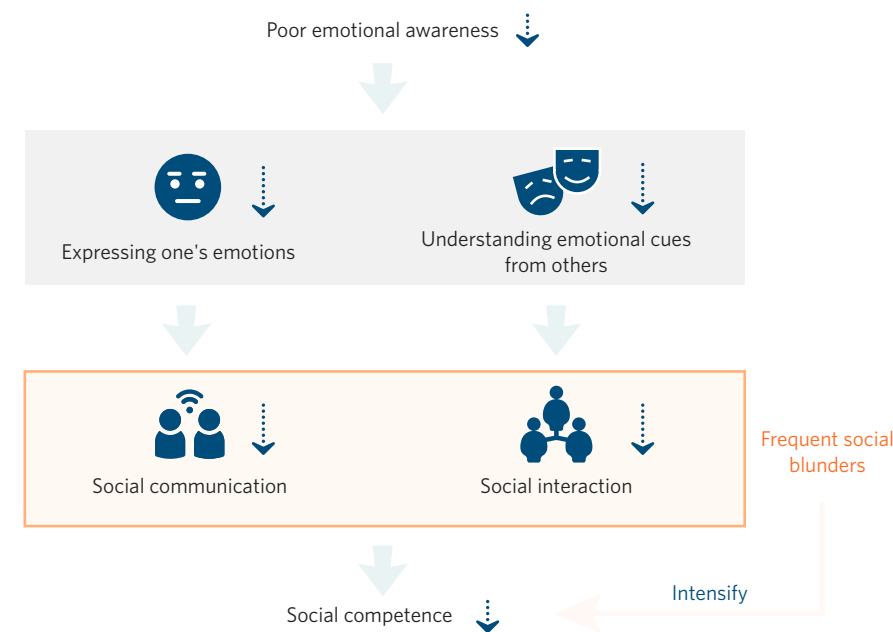 Poor emotional awareness
Expressing one's emotions
Understanding emotional cues
from others
Social communication
Social interaction
Frequent social
blunders
Intensify
Social competence